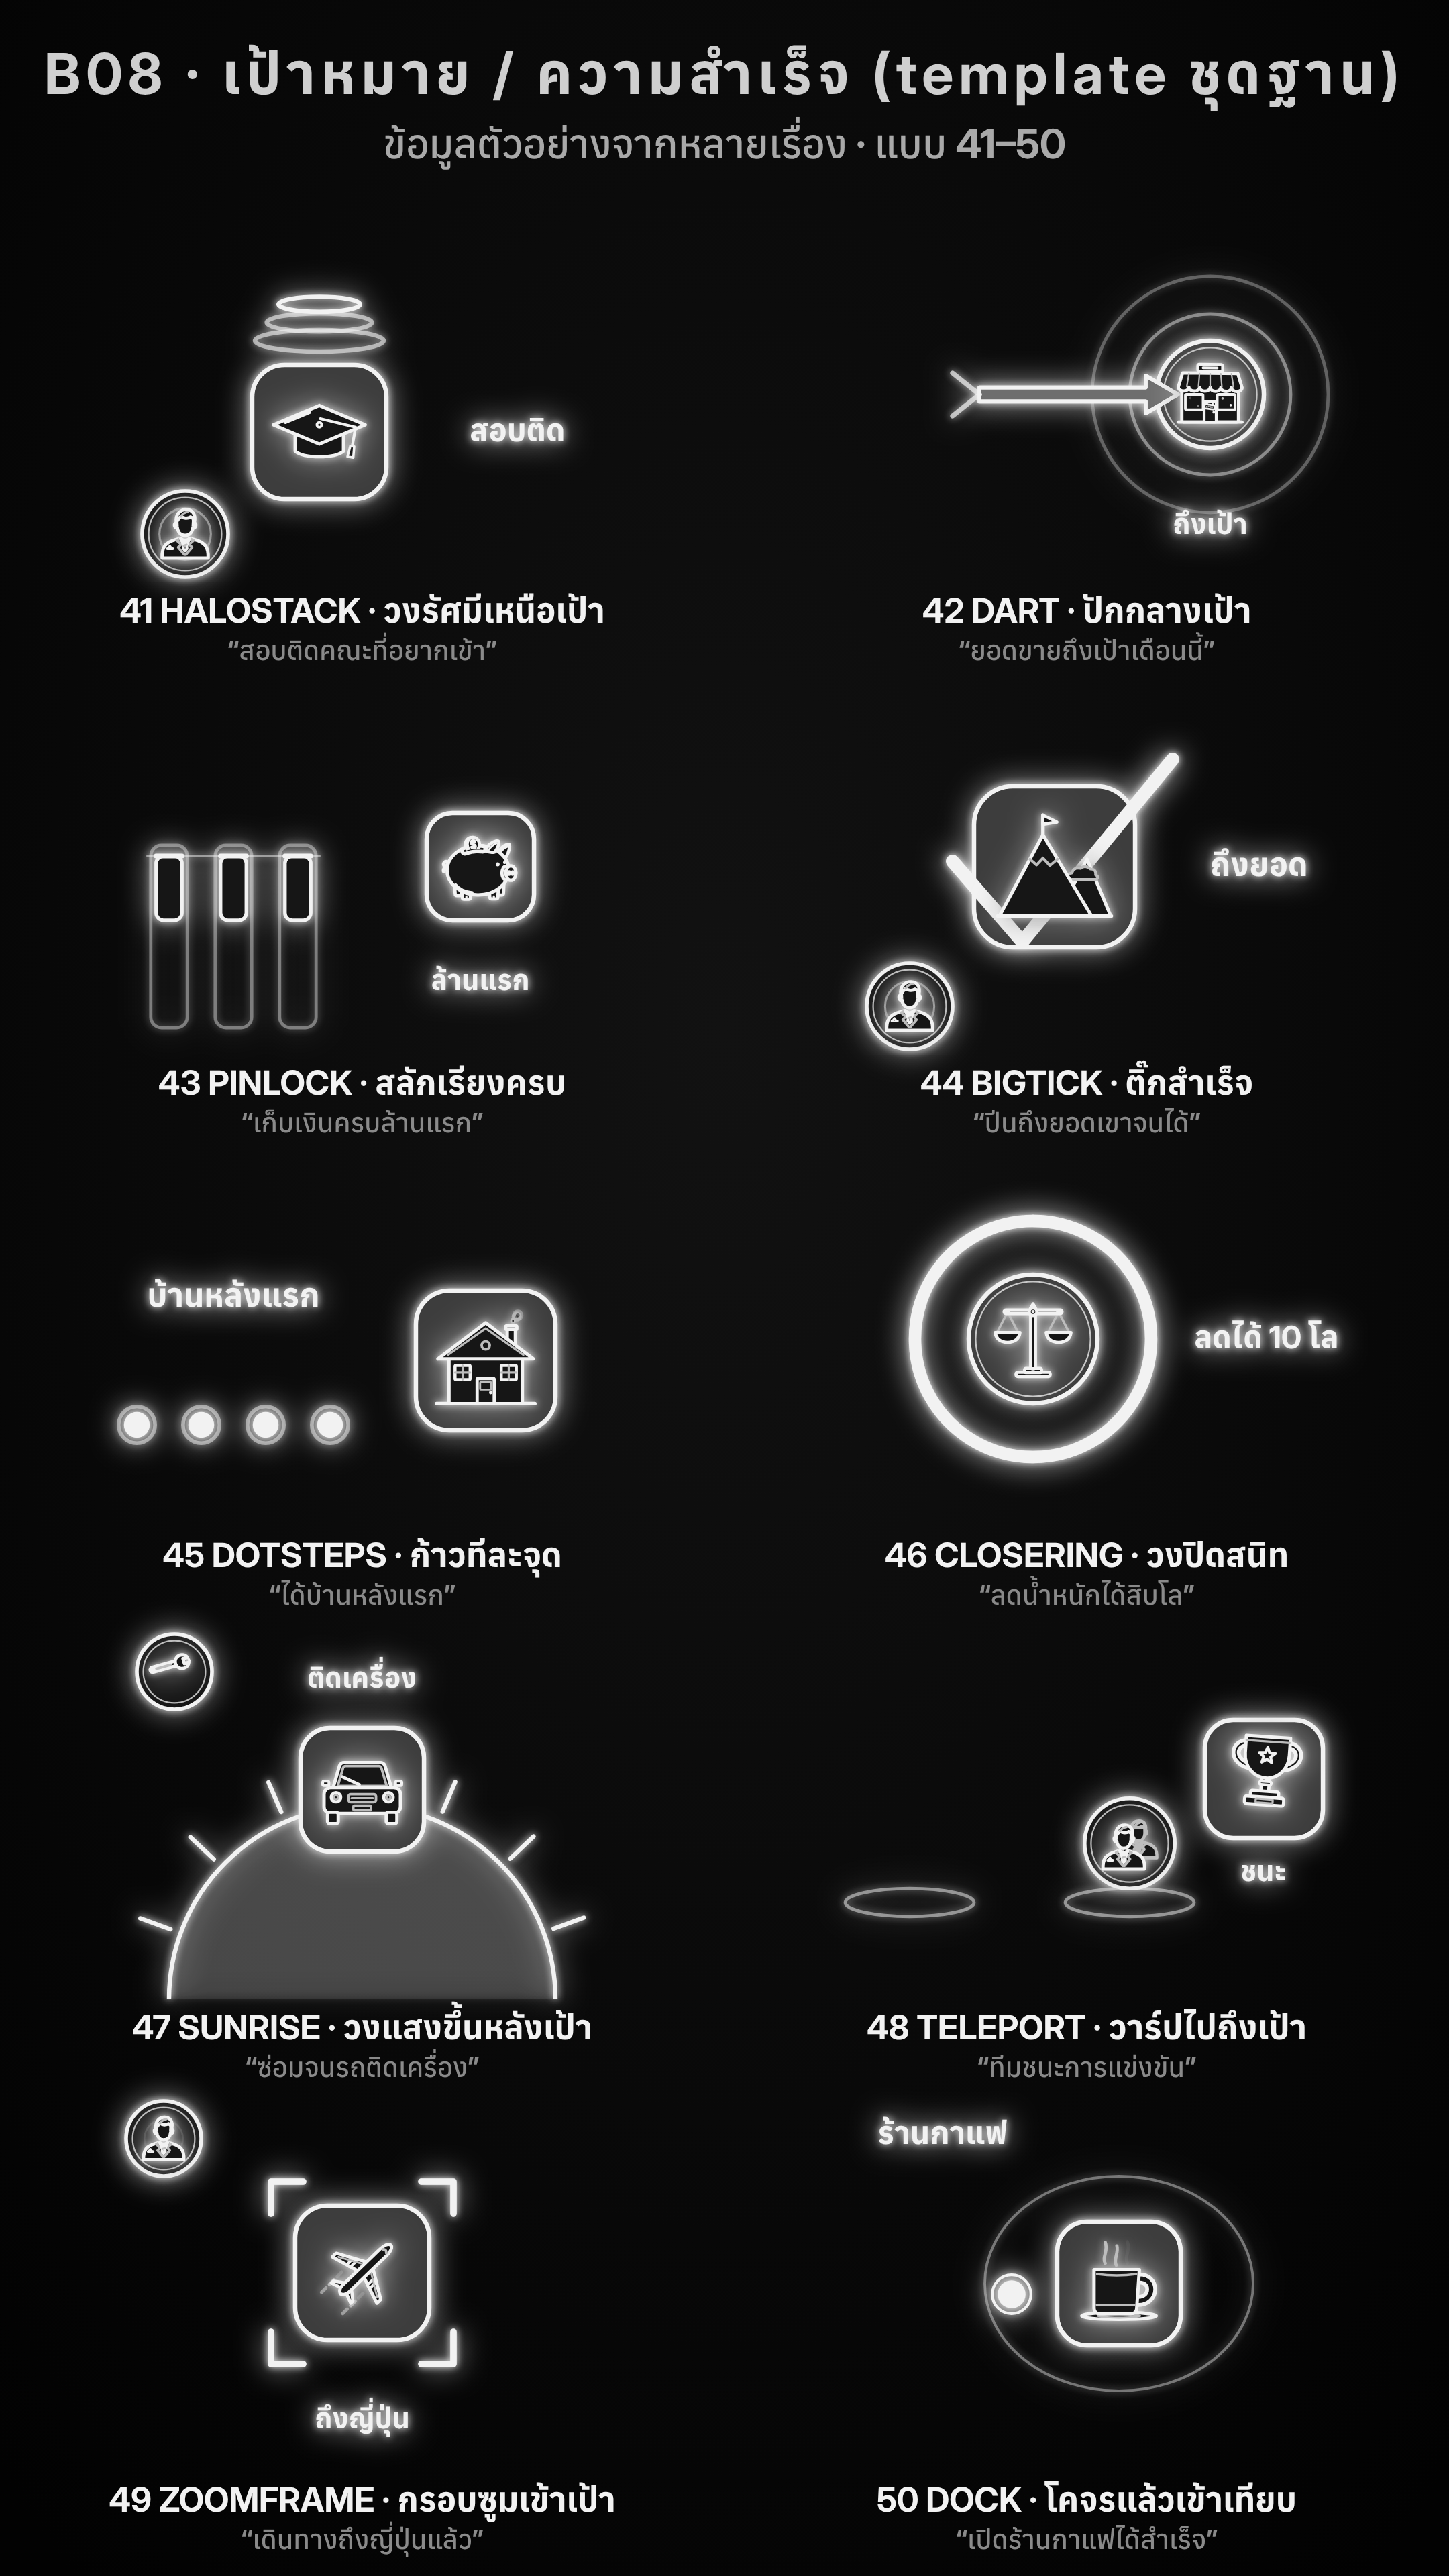 B08 · เป้าหมาย / ความสำเร็จ (template ชุดฐาน)
ข้อมูลตัวอย่างจากหลายเรื่อง · แบบ 41–50
สอบติด
41 HALOSTACK · วงรัศมีเหนือเป้า
“สอบติดคณะที่อยากเข้า”
ถึงเป้า
42 DART · ปักกลางเป้า
“ยอดขายถึงเป้าเดือนนี้”
ล้านแรก
43 PINLOCK · สลักเรียงครบ
“เก็บเงินครบล้านแรก”
ถึงยอด
44 BIGTICK · ติ๊กสำเร็จ
“ปีนถึงยอดเขาจนได้”
บ้านหลังแรก
45 DOTSTEPS · ก้าวทีละจุด
“ได้บ้านหลังแรก”
ลดได้ 10 โล
46 CLOSERING · วงปิดสนิท
“ลดน้ำหนักได้สิบโล”
ติดเครื่อง
47 SUNRISE · วงแสงขึ้นหลังเป้า
“ซ่อมจนรถติดเครื่อง”
ชนะ
48 TELEPORT · วาร์ปไปถึงเป้า
“ทีมชนะการแข่งขัน”
ถึงญี่ปุ่น
49 ZOOMFRAME · กรอบซูมเข้าเป้า
“เดินทางถึงญี่ปุ่นแล้ว”
ร้านกาแฟ
50 DOCK · โคจรแล้วเข้าเทียบ
“เปิดร้านกาแฟได้สำเร็จ”